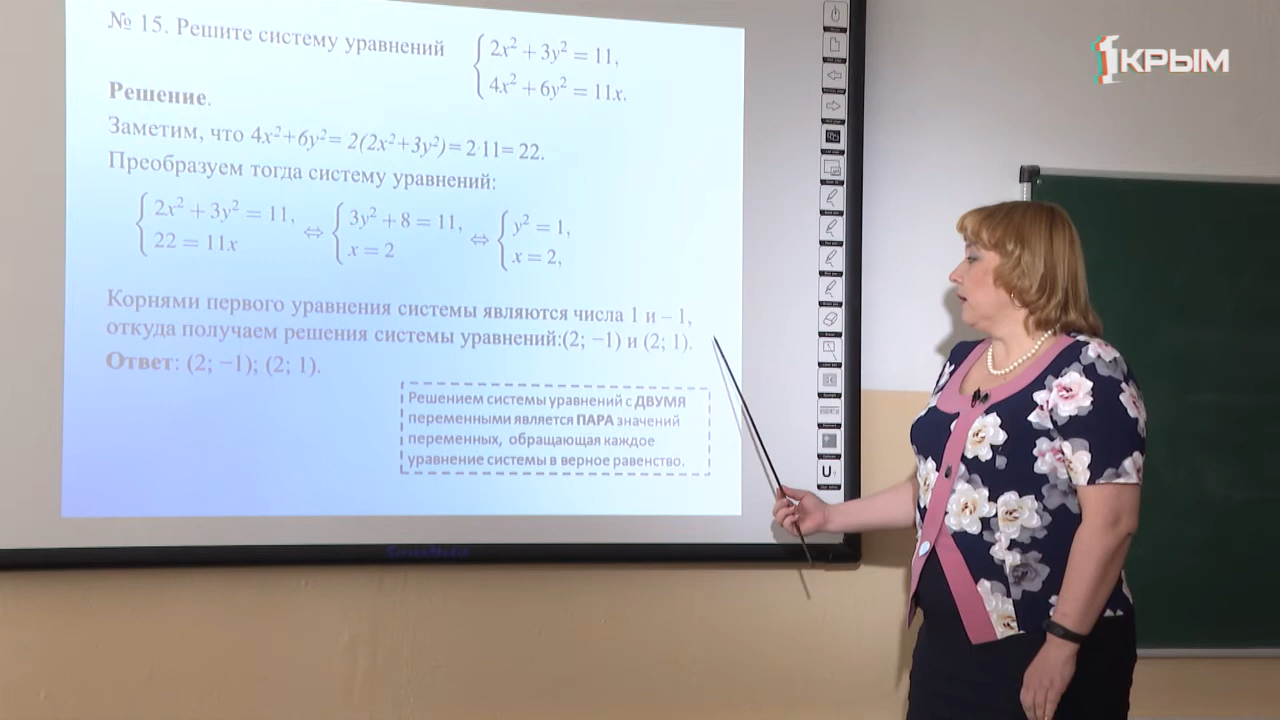 № 15. Решите систему уравнений { 2x² + 3y² = 11,
4x² + 6y² = 11x.
Решение.
Заметим, что 4x²+6y²= 2(2x²+3y²)= 2·11= 22.
Преобразуем тогда систему уравнений:
{ 2x² + 3y² = 11, ⇔ { 3y² + 8 = 11, ⇔ { y² = 1,
22 = 11x x = 2 x = 2,
Корнями первого уравнения системы являются числа 1 и – 1,
откуда получаем решения системы уравнений:(2; −1) и (2; 1).
Ответ: (2; −1); (2; 1).
Решением системы уравнений с ДВУМЯ
переменными является ПАРА значений
переменных, обращающая каждое
уравнение системы в верное равенство.
1КРЫМ